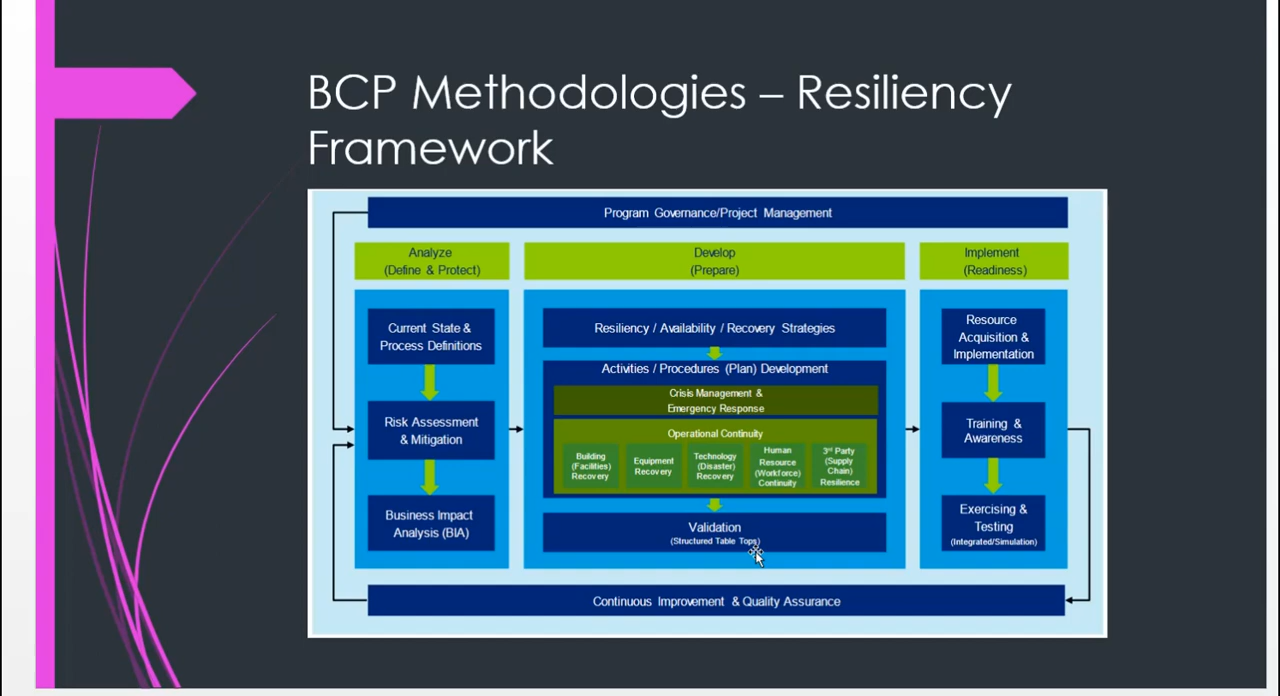 BCP Methodologies – Resiliency
Framework
Program Governance/Project Management
Analyze
(Define & Protect)
Develop
(Prepare)
Implement
(Readiness)
Current State &
Process Definitions
Risk Assessment
& Mitigation
Business Impact
Analysis (BIA)
Resiliency / Availability / Recovery Strategies
Activities / Procedures (Plan) Development
Crisis Management &
Emergency Response
Operational Continuity
Building
(Facilities)
Recovery
Equipment
Recovery
Technology
(Disaster)
Recovery
Human
Resource
(Workforce)
Continuity
3rd Party
(Supply
Chain)
Resilience
Validation
(Structured Table Tops)
Resource
Acquisition &
Implementation
Training &
Awareness
Exercising &
Testing
(Integrated/Simulation)
Continuous Improvement & Quality Assurance